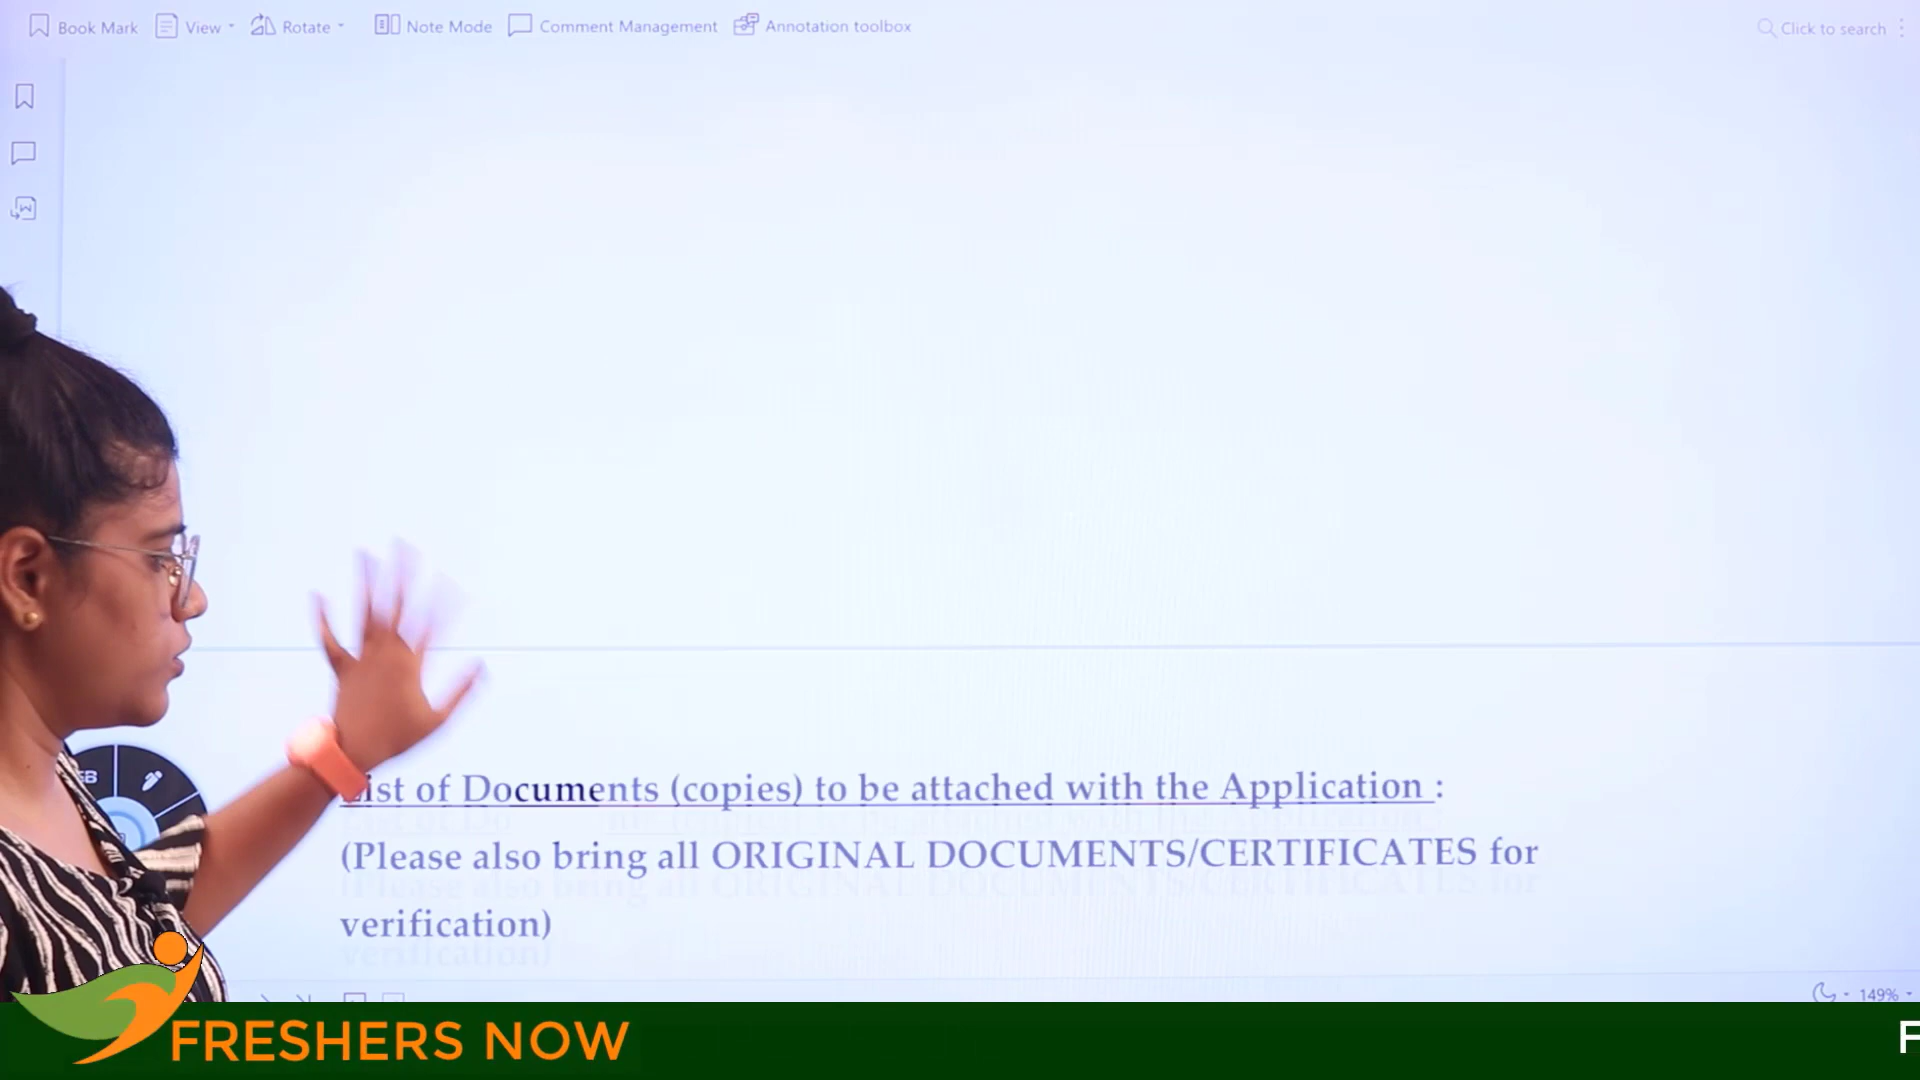 Book Mark View Rotate Note Mode Comment Management Annotation toolbox Click to search
List of Documents (copies) to be attached with the Application :
(Please also bring all ORIGINAL DOCUMENTS/CERTIFICATES for
verification)
149%
FRESHERS NOW